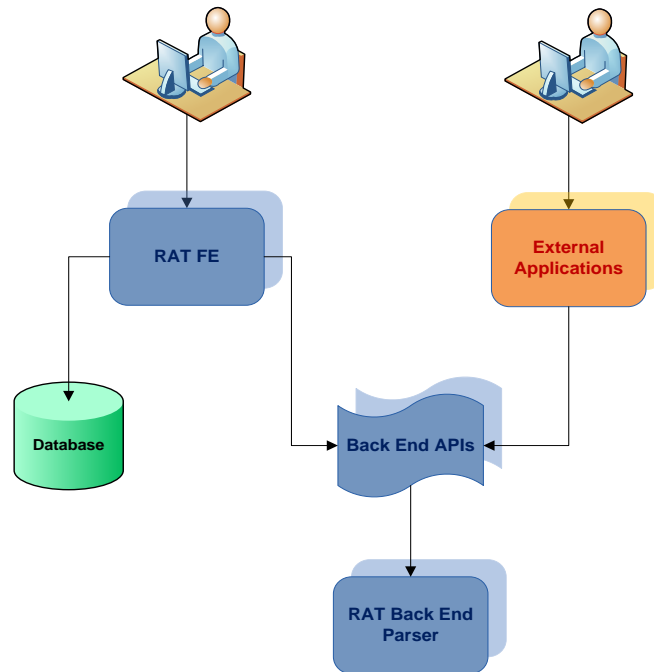 RAT FE
External
Applications
Database
Back End APIs
RAT Back End
Parser